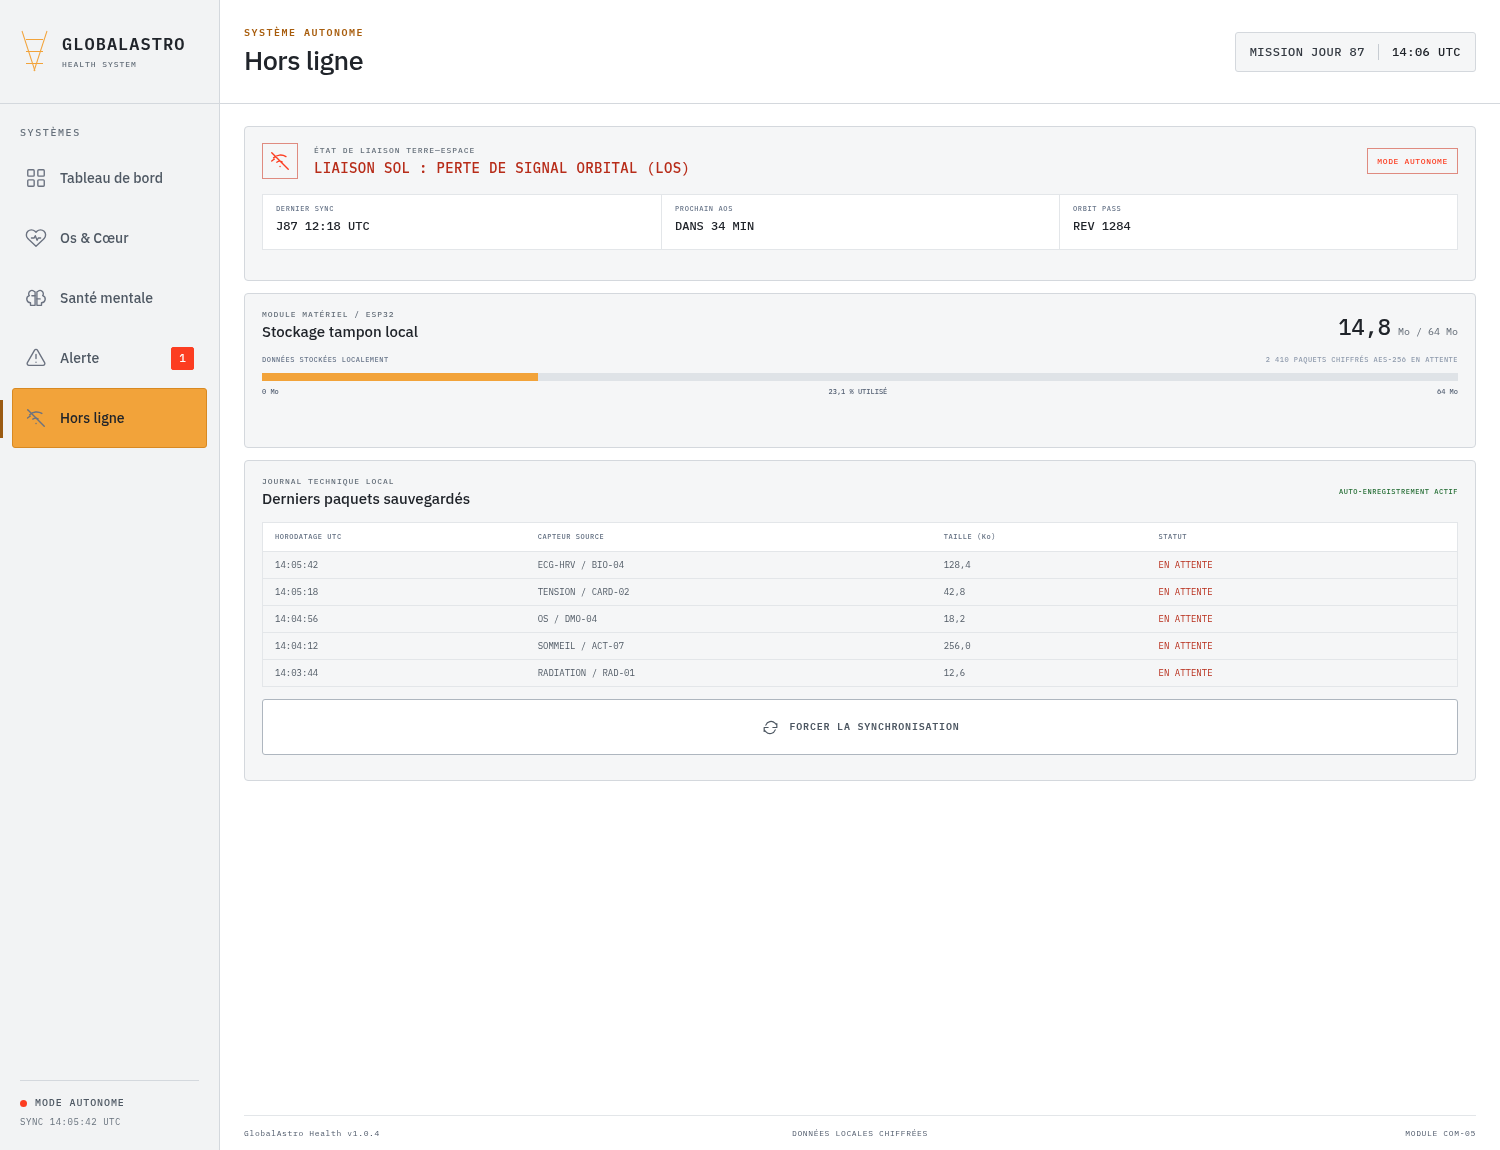 GLOBALASTRO
HEALTH SYSTEM
SYSTÈMES
Tableau de bord
Os & Cœur
Santé mentale
Alerte 1
Hors ligne
MODE AUTONOME
SYNC 14:05:42 UTC
SYSTÈME AUTONOME
Hors ligne
MISSION JOUR 87 14:06 UTC
ÉTAT DE LIAISON TERRE–ESPACE
LIAISON SOL : PERTE DE SIGNAL ORBITAL (LOS)
MODE AUTONOME
DERNIER SYNC PROCHAIN AOS ORBIT PASS
J87 12:18 UTC DANS 34 MIN REV 1284
MODULE MATÉRIEL / ESP32
Stockage tampon local
14,8 Mo / 64 Mo
DONNÉES STOCKÉES LOCALEMENT 2 410 PAQUETS CHIFFRÉS AES-256 EN ATTENTE
0 Mo 23,1 % UTILISÉ 64 Mo
JOURNAL TECHNIQUE LOCAL
Derniers paquets sauvegardés
AUTO-ENREGISTREMENT ACTIF
HORODATAGE UTC CAPTEUR SOURCE TAILLE (Ko) STATUT
14:05:42 ECG-HRV / BIO-04 128,4 EN ATTENTE
14:05:18 TENSION / CARD-02 42,8 EN ATTENTE
14:04:56 OS / DMO-04 18,2 EN ATTENTE
14:04:12 SOMMEIL / ACT-07 256,0 EN ATTENTE
14:03:44 RADIATION / RAD-01 12,6 EN ATTENTE
FORCER LA SYNCHRONISATION
GlobalAstro Health v1.0.4 DONNÉES LOCALES CHIFFRÉES MODULE COM-05